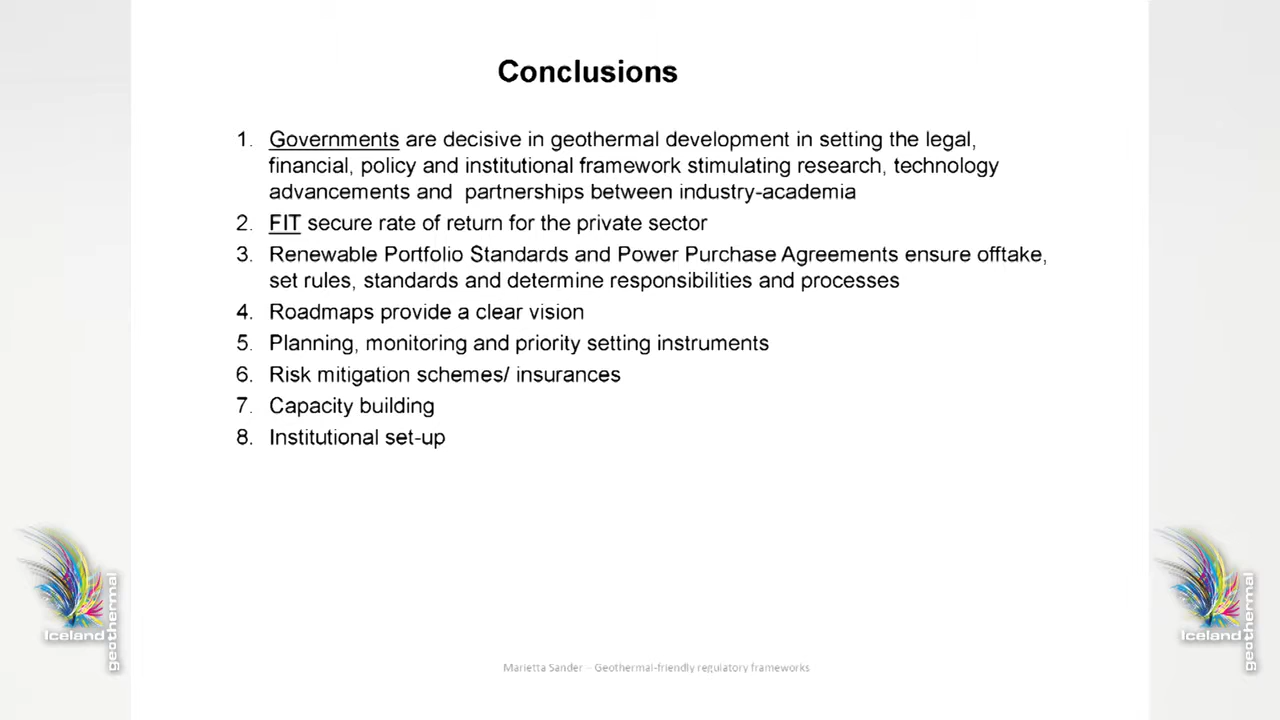 Conclusions
1. Governments are decisive in geothermal development in setting the legal,
financial, policy and institutional framework stimulating research, technology
advancements and partnerships between industry-academia
2. FIT secure rate of return for the private sector
3. Renewable Portfolio Standards and Power Purchase Agreements ensure offtake,
set rules, standards and determine responsibilities and processes
4. Roadmaps provide a clear vision
5. Planning, monitoring and priority setting instruments
6. Risk mitigation schemes/ insurances
7. Capacity building
8. Institutional set-up
Iceland
geothermal
Iceland
geothermal
Marietta Sander – Geothermal-friendly regulatory frameworks